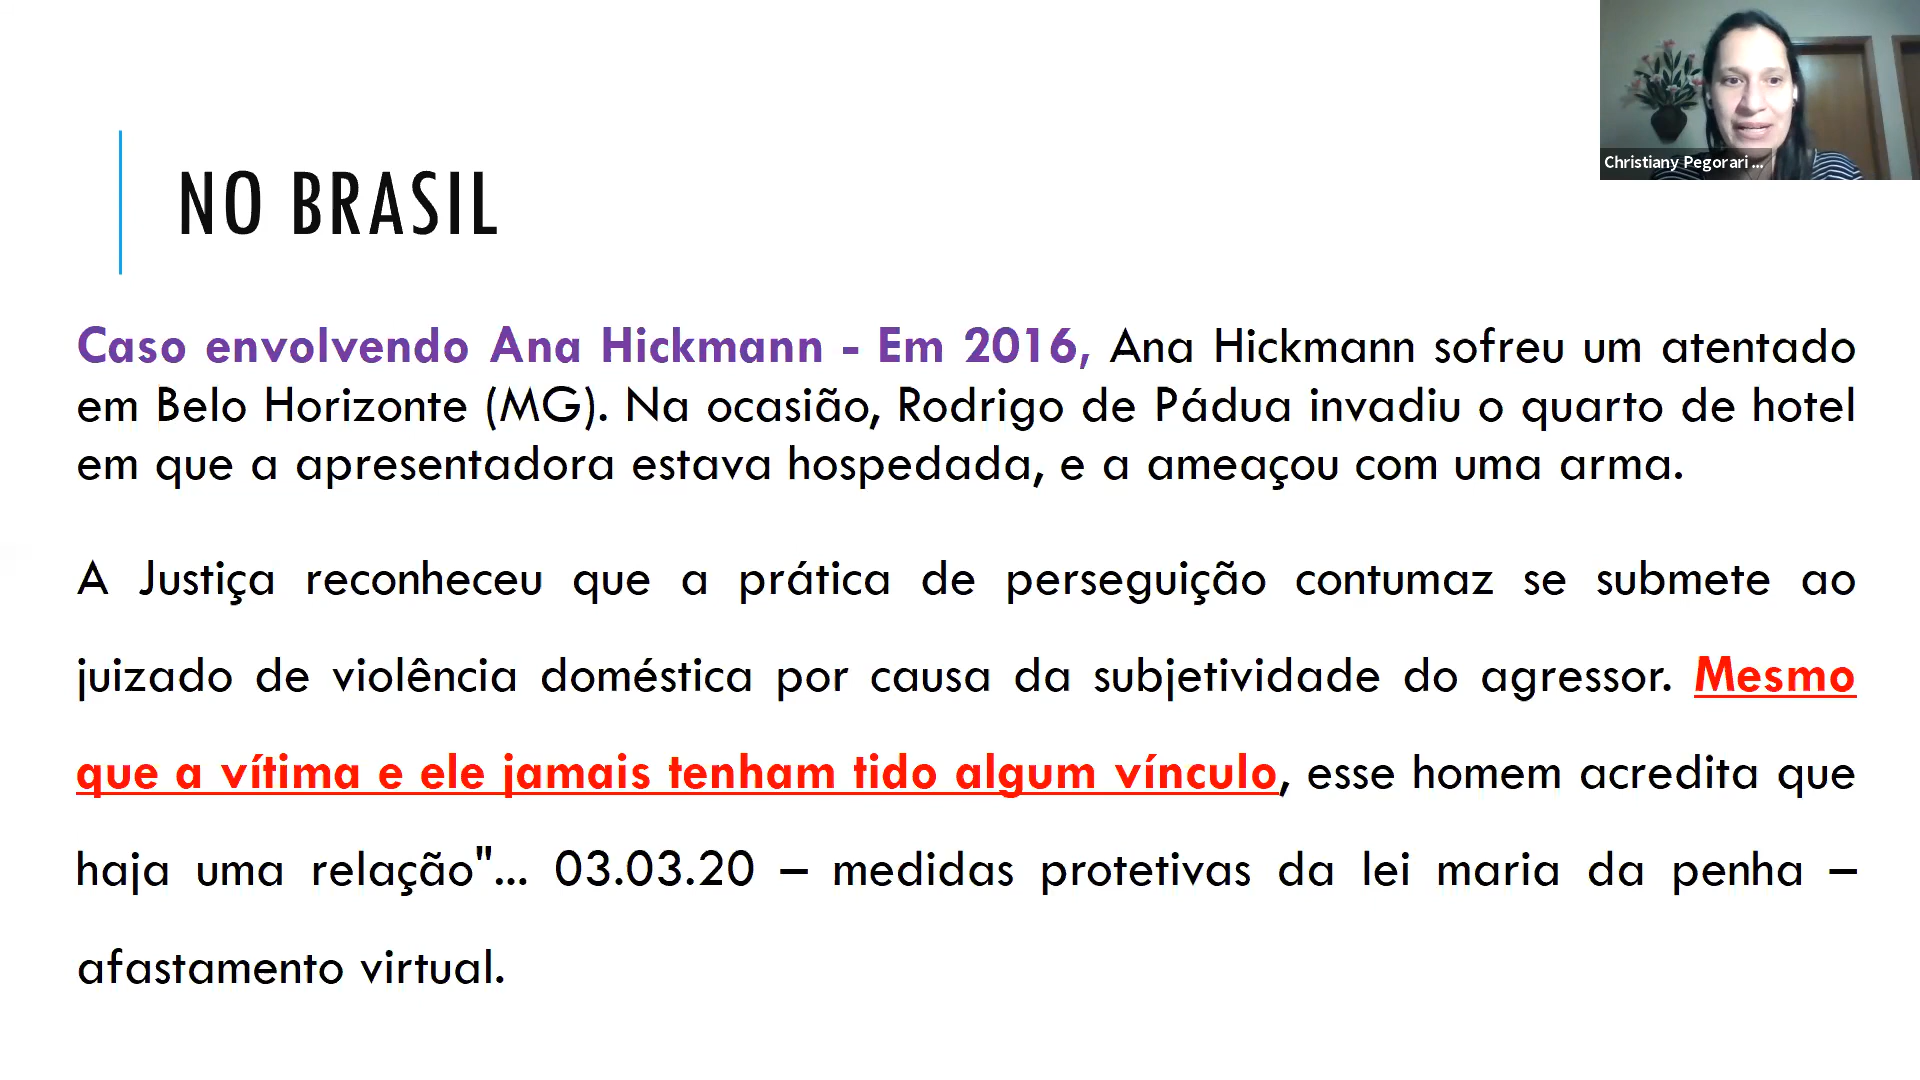 Christiany Pegorari ...
NO BRASIL
Caso envolvendo Ana Hickmann - Em 2016, Ana Hickmann sofreu um atentado
em Belo Horizonte (MG). Na ocasião, Rodrigo de Pádua invadiu o quarto de hotel
em que a apresentadora estava hospedada, e a ameaçou com uma arma.
A Justiça reconheceu que a prática de perseguição contumaz se submete ao
juizado de violência doméstica por causa da subjetividade do agressor. Mesmo
que a vítima e ele jamais tenham tido algum vínculo, esse homem acredita que
haja uma relação"... 03.03.20 – medidas protetivas da lei maria da penha –
afastamento virtual.